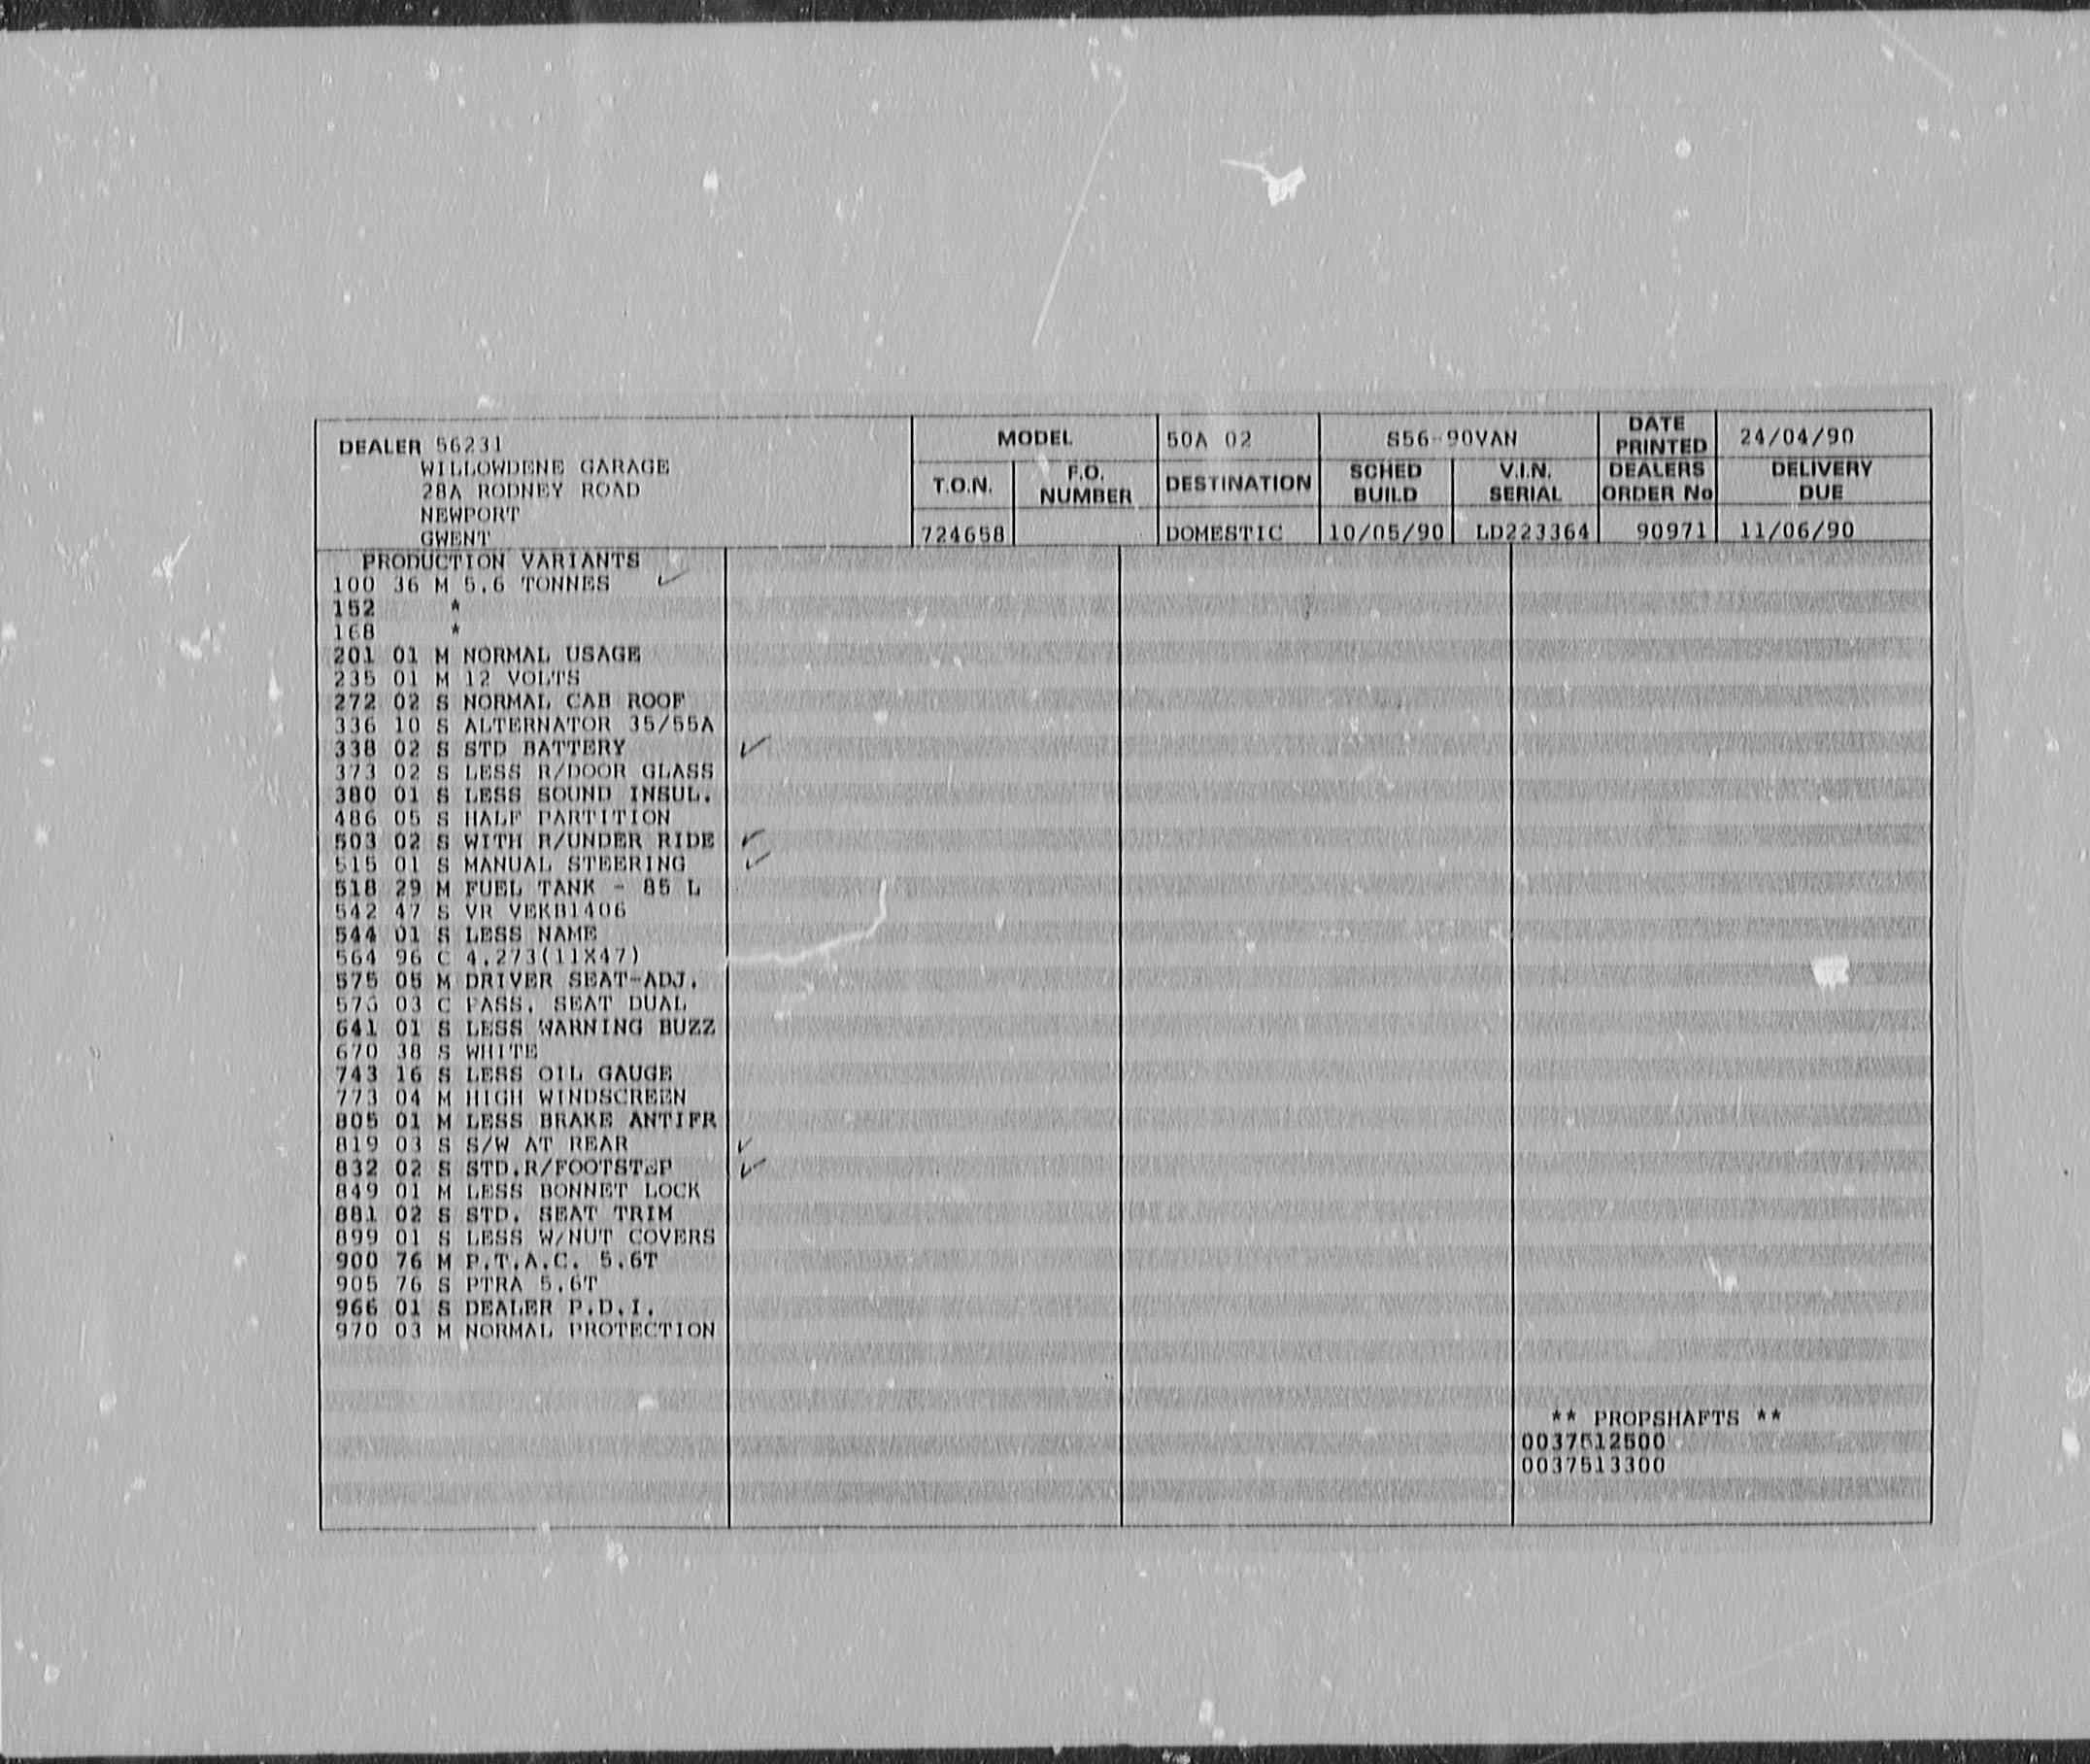 DEALER 56231
WILLOWDENE GARAGE
28A RODNEY ROAD
NEWPORT
GWENT
MODEL 50A 02 S56-90VAN DATE PRINTED 24/04/90
T.O.N. F.O. NUMBER DESTINATION SCHED BUILD V.I.N. SERIAL DEALERS ORDER No DELIVERY DUE
724658 DOMESTIC 10/05/90 LD223364 90971 11/06/90
PRODUCTION VARIANTS
100 36 M 5.6 TONNES ✓
152 *
168 *
201 01 M NORMAL USAGE
235 01 M 12 VOLTS
272 02 S NORMAL CAB ROOF
336 10 S ALTERNATOR 35/55A
338 02 S STD BATTERY ✓
373 02 S LESS R/DOOR GLASS
380 01 S LESS SOUND INSUL.
486 05 S HALF PARTITION
503 02 S WITH R/UNDER RIDE ✓
515 01 S MANUAL STEERING ✓
518 29 M FUEL TANK - 85 L
542 47 S VR VEKB1406
544 01 S LESS NAME
564 96 C 4.273(11X47)
575 05 M DRIVER SEAT-ADJ.
576 03 C PASS. SEAT DUAL
641 01 S LESS WARNING BUZZ
670 38 S WHITE
743 16 S LESS OIL GAUGE
773 04 M HIGH WINDSCREEN
805 01 M LESS BRAKE ANTIFR
819 03 S S/W AT REAR ✓
832 02 S STD.R/FOOTSTEP ✓
849 01 M LESS BONNET LOCK
881 02 S STD. SEAT TRIM
899 01 S LESS W/NUT COVERS
900 76 M P.T.A.C. 5.6T
905 76 S PTRA 5.6T
966 01 S DEALER P.D.I.
970 03 M NORMAL PROTECTION
** PROPSHAFTS **
0037512500
0037513300